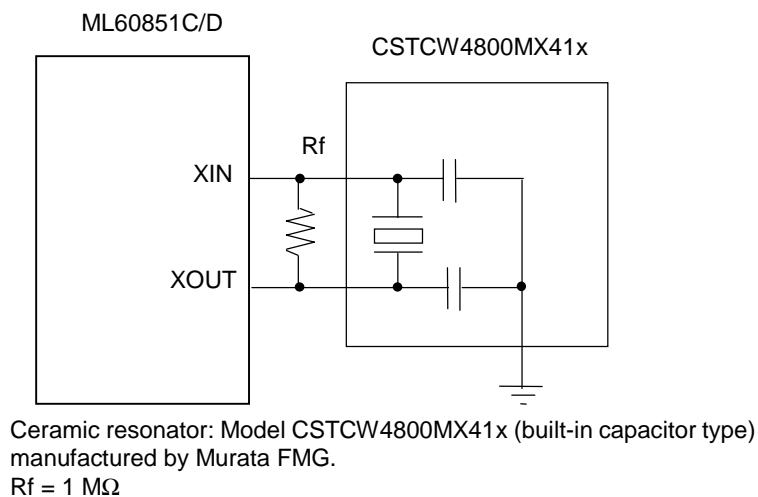 ML60851C/D
CSTCW4800MX41x
Rf
XIN
XOUT
Ceramic resonator: Model CSTCW4800MX41x (built-in capacitor type)
manufactured by Murata FMG.
Rf = 1 MΩ